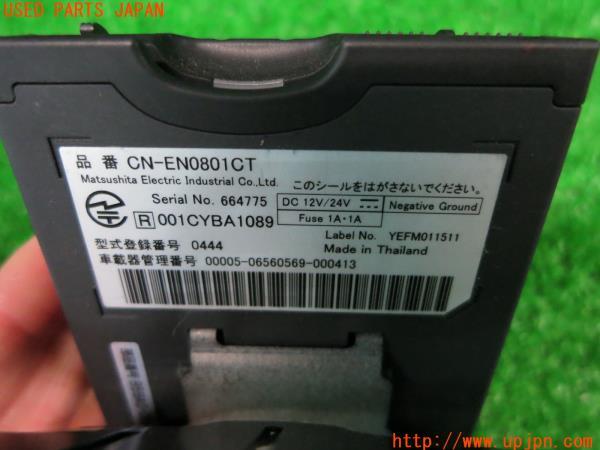 USED PARTS JAPAN
品番 CN-EN0801CT
Matsushita Electric Industrial Co.,Ltd.
このシールをはがさないでください。
Serial No. 664775
DC 12V/24V Negative Ground
Fuse 1A・1A
R 001CYBA1089
Label No. YEFM011511
型式登録番号 0444
Made in Thailand
車載器管理番号 00005-06560569-000413
http://www.upjpn.com/